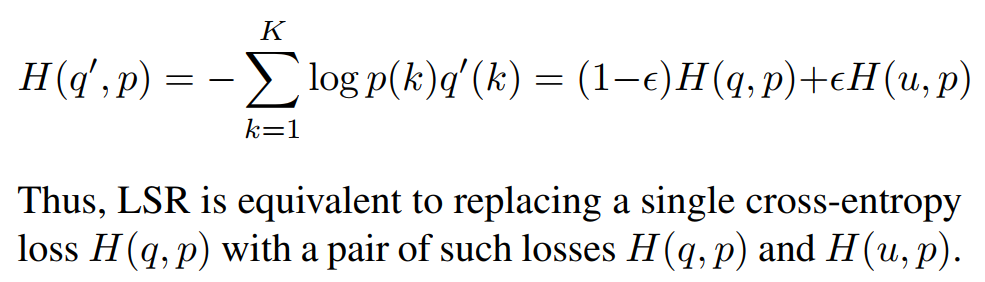 H(q′, p) = − ∑_{k=1}^{K} log p(k)q′(k) = (1−ϵ)H(q, p)+ϵH(u, p)
Thus, LSR is equivalent to replacing a single cross-entropy
loss H(q, p) with a pair of such losses H(q, p) and H(u, p).